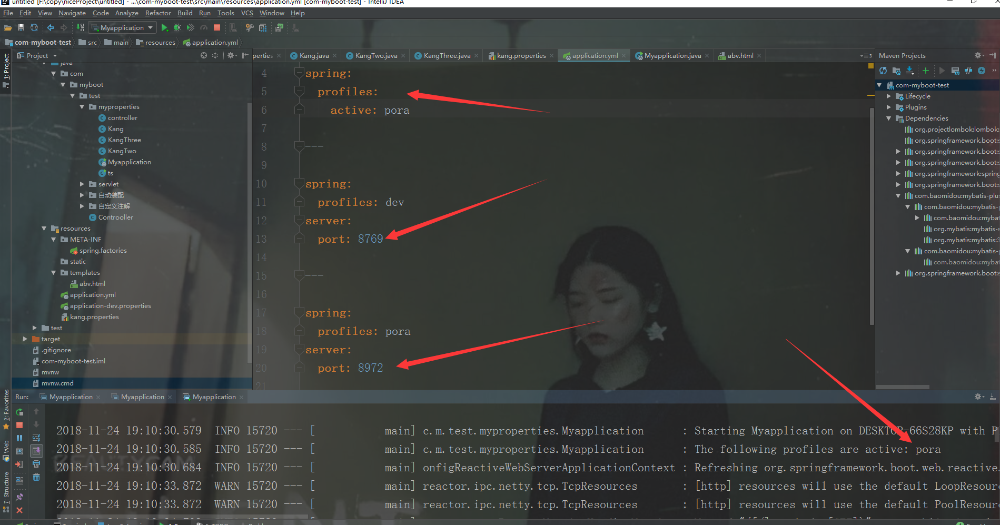 untitled [F:\copy\niceProject\untitled] - ...\com-myboot-test\src\main\resources\application.yml [com-myboot-test] - IntelliJ IDEA
File Edit View Navigate Code Analyze Refactor Build Run Tools VCS Window Help
Myapplication
com-myboot-test src main resources application.yml
Project
perties Kang.java KangTwo.java KangThree.java kang.properties application.yml Myapplication.java abv.html
Maven Projects
1: Project
java
com
myboot
test
myproperties
controller
Kang
KangThree
KangTwo
Myapplication
ts
servlet
自动装配
自定义注解
Controoller
resources
META-INF
spring.factories
static
templates
abv.html
application.yml
application-dev.properties
kang.properties
test
target
.gitignore
com-myboot-test.iml
mvnw
mvnw.cmd
4 spring:
5 profiles:
6 active: pora
7
8 ---
9
10 spring:
11 profiles: dev
12 server:
13 port: 8769
14
15 ---
16
17 spring:
18 profiles: pora
19 server:
20 port: 8972
21
com-myboot-test
Lifecycle
Plugins
Dependencies
org.projectlombok:lombok:
org.springframework.boot:s
org.springframework.boot:s
org.springframework.boot:s
org.springframework:spring
org.springframework.boot:s
com.baomidou:mybatis-plus
com.baomidou:mybatis-p
com.baomidou:mybat
org.mybatis:mybatis-s
org.mybatis:mybatis:3
com.baomidou:mybatis-p
com.baomidou:mybat
org.springframework.boot:s
2: Favorites
Web
7: Structure
Run: Myapplication Myapplication Myapplication
2018-11-24 19:10:30.579 INFO 15720 --- [ main] c.m.test.myproperties.Myapplication : Starting Myapplication on DESKTOP-66S28KP with P
2018-11-24 19:10:30.585 INFO 15720 --- [ main] c.m.test.myproperties.Myapplication : The following profiles are active: pora
2018-11-24 19:10:30.684 INFO 15720 --- [ main] onfigReactiveWebServerApplicationContext : Refreshing org.springframework.boot.web.reactive.
2018-11-24 19:10:33.872 WARN 15720 --- [ main] reactor.ipc.netty.tcp.TcpResources : [http] resources will use the default LoopResour
2018-11-24 19:10:33.872 WARN 15720 --- [ main] reactor.ipc.netty.tcp.TcpResources : [http] resources will use the default PoolResour